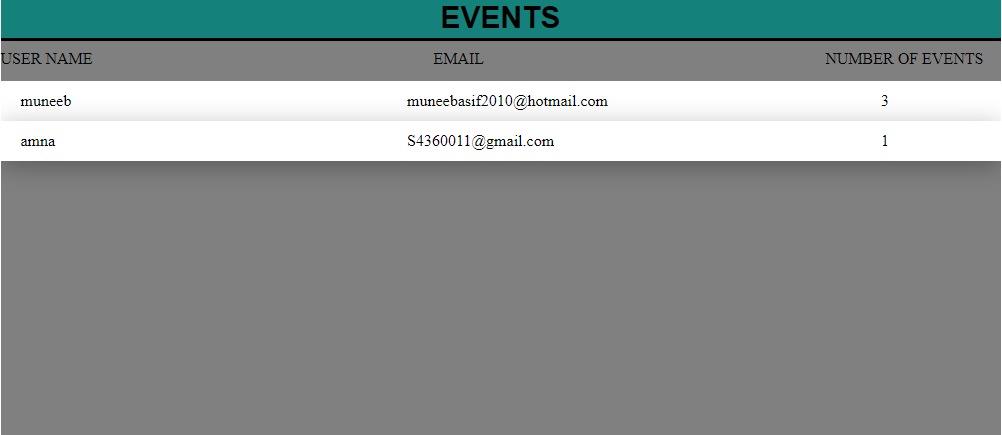 EVENTS
USER NAME EMAIL NUMBER OF EVENTS
muneeb muneebasif2010@hotmail.com 3
amna S4360011@gmail.com 1